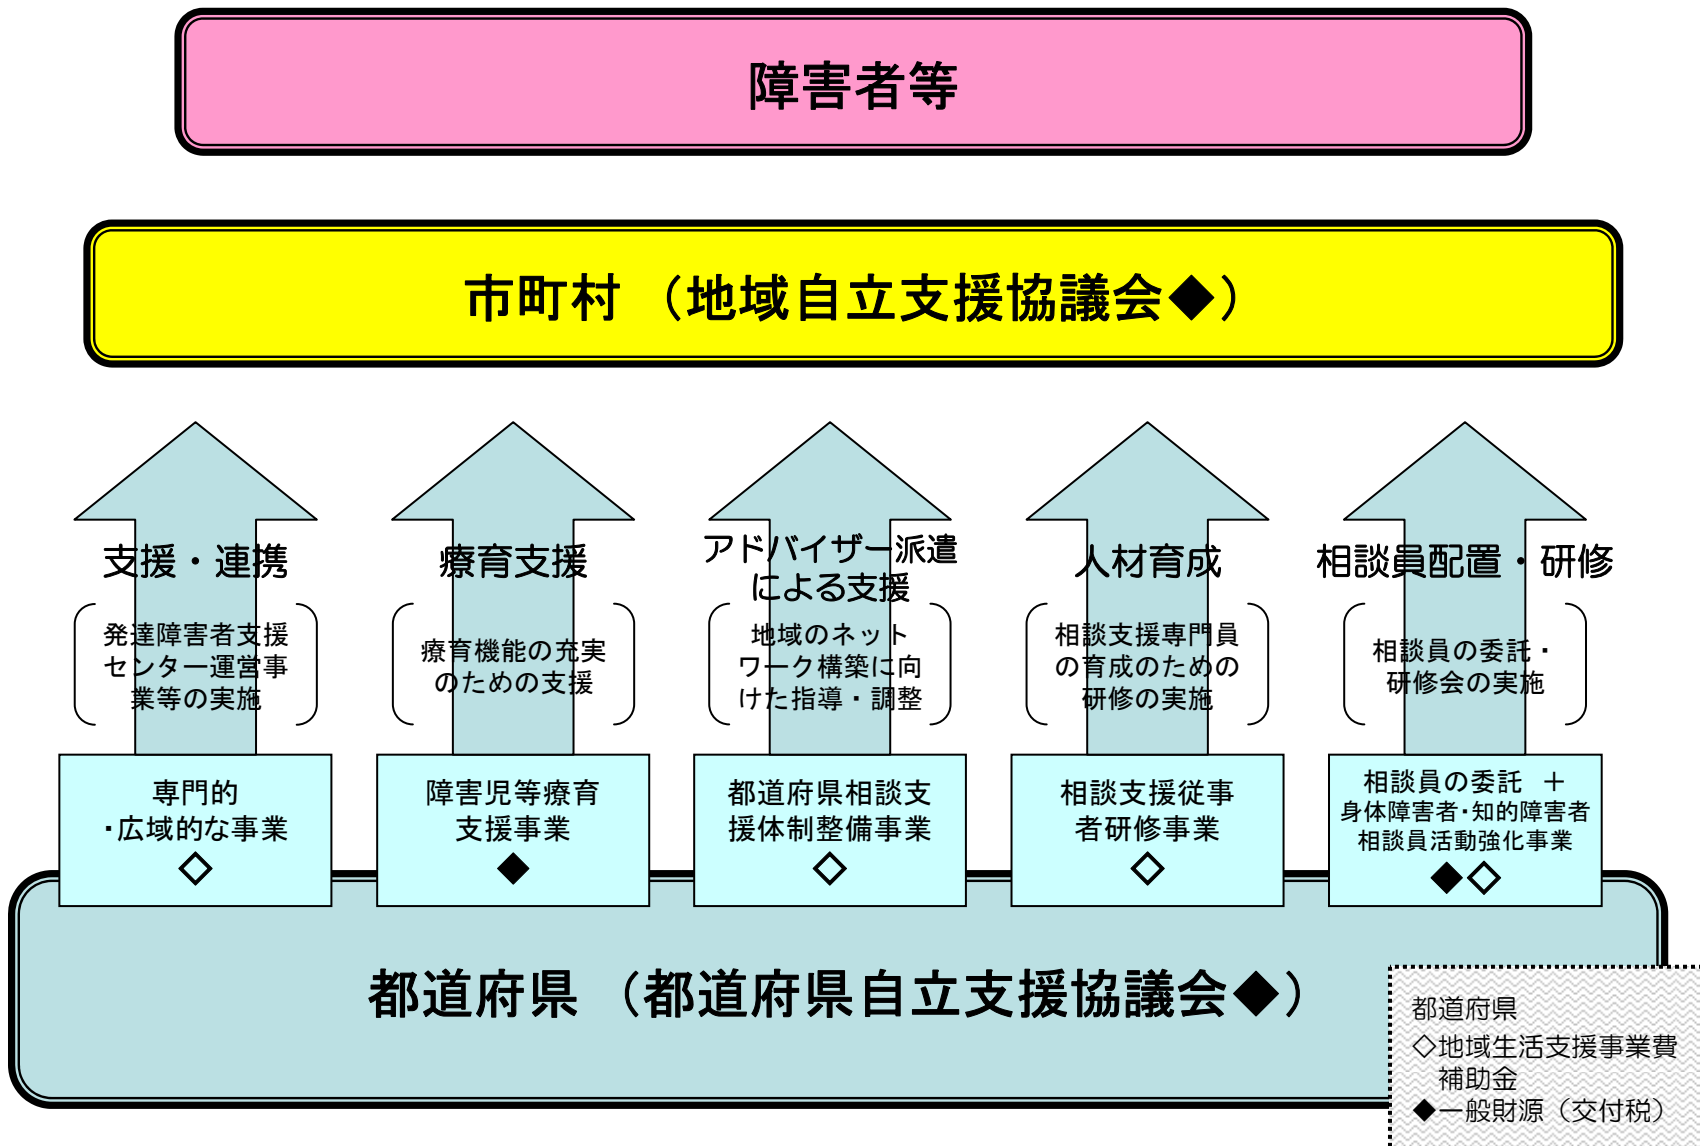 障害者等
市町村 （地域自立支援協議会◆）
支援・連携
発達障害者支援
センター運営事
業等の実施
療育支援
療育機能の充実
のための支援
アドバイザー派遣
による支援
地域のネット
ワーク構築に向
けた指導・調整
人材育成
相談支援専門員
の育成のための
研修の実施
相談員配置・研修
相談員の委託・
研修会の実施
専門的
・広域的な事業
◇
障害児等療育
支援事業
◆
都道府県相談支
援体制整備事業
◇
相談支援従事
者研修事業
◇
相談員の委託 ＋
身体障害者・知的障害者
相談員活動強化事業
◆◇
都道府県 （都道府県自立支援協議会◆）
都道府県
◇地域生活支援事業費
補助金
◆一般財源（交付税）